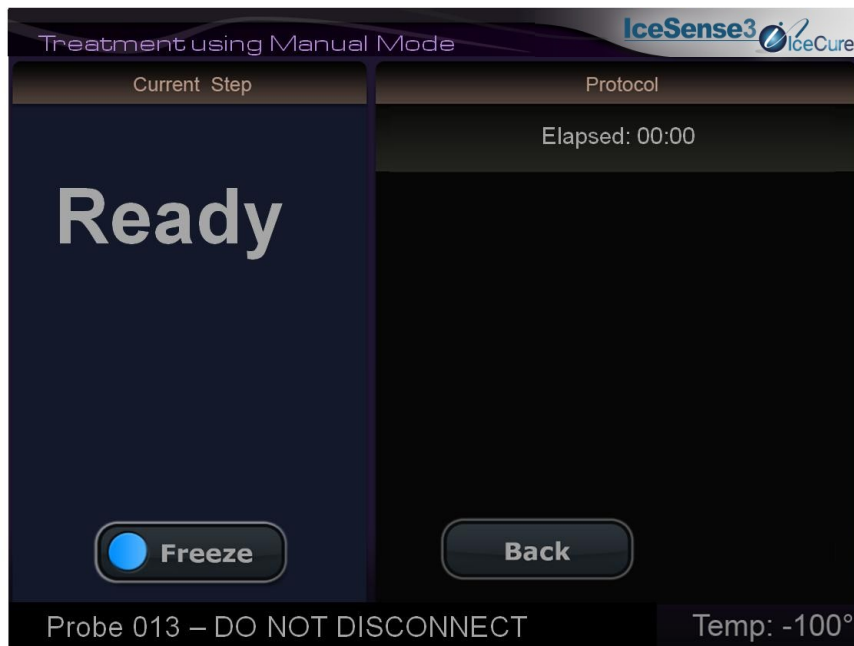 Treatment using Manual Mode
IceSense3 IceCure
Current Step
Protocol
Elapsed: 00:00
Ready
Freeze
Back
Probe 013 – DO NOT DISCONNECT
Temp: -100°